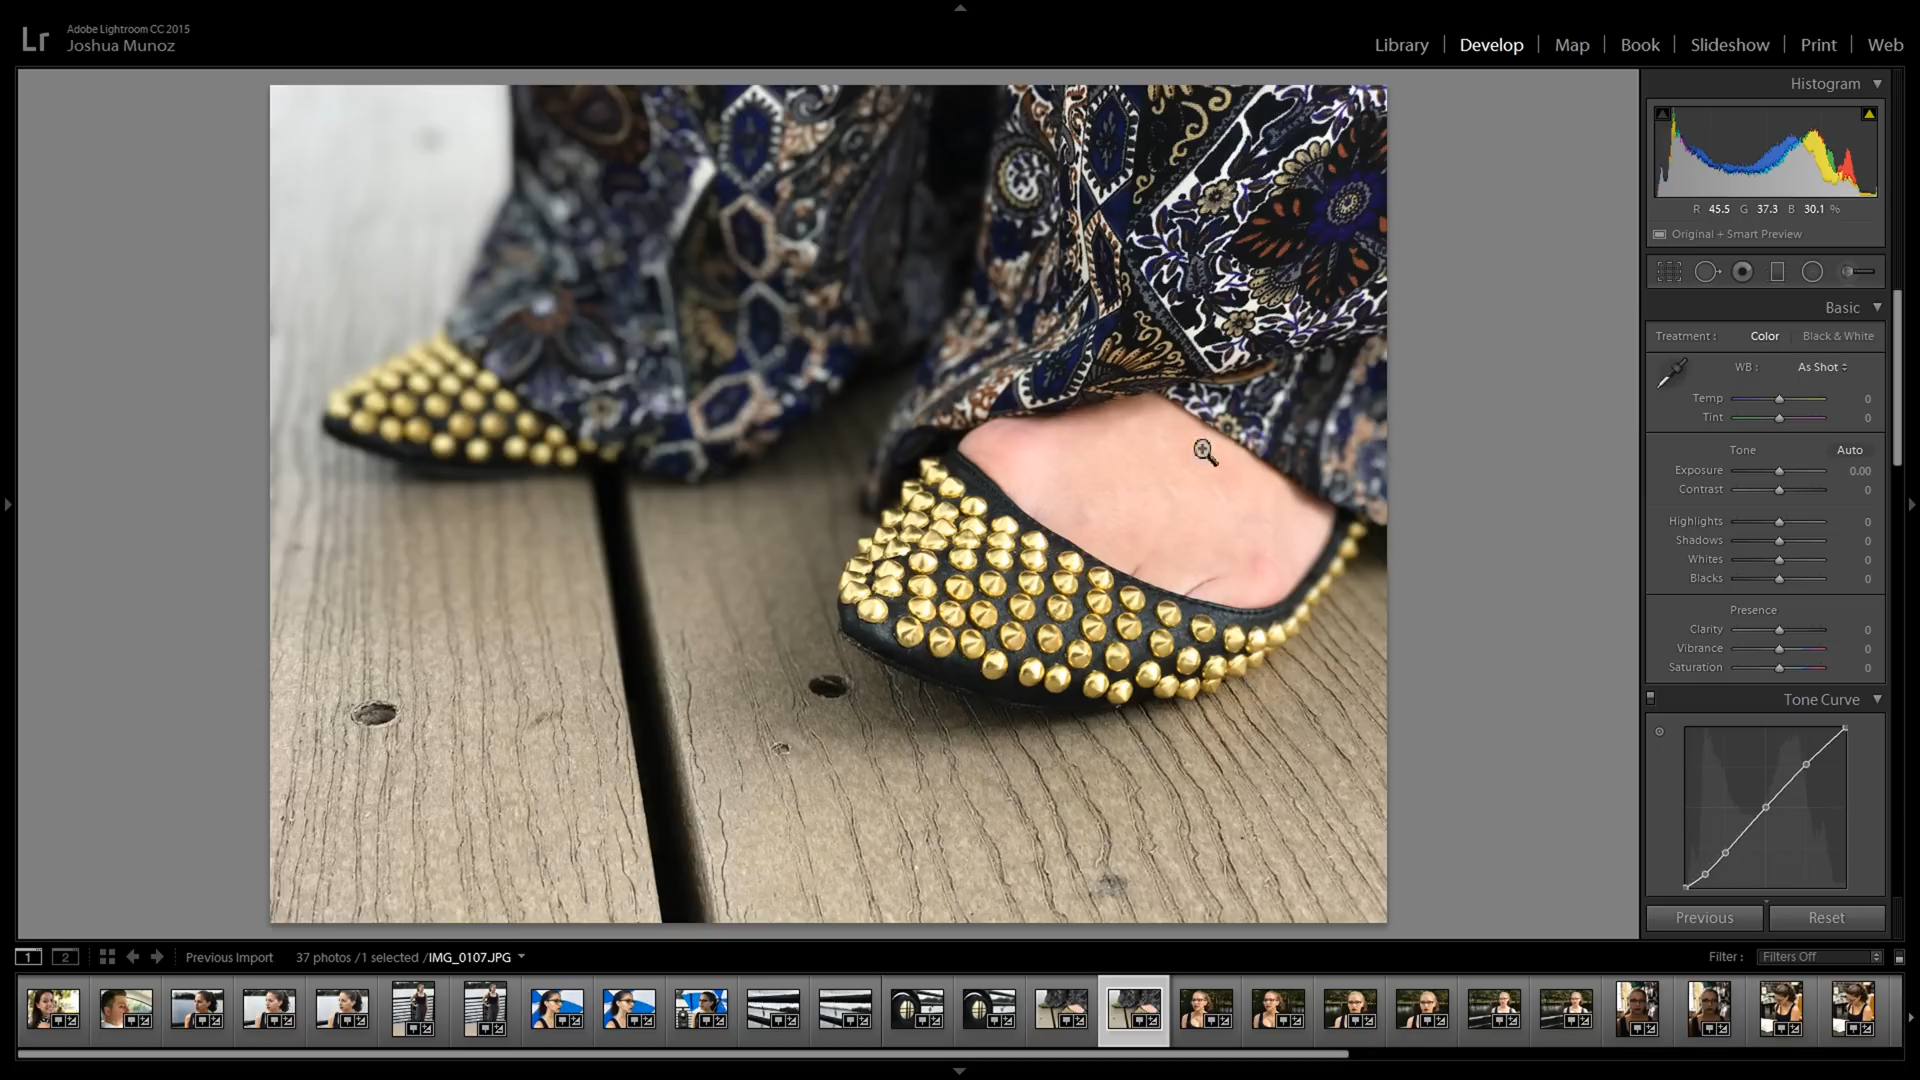 Lr
Adobe Lightroom CC 2015
Joshua Munoz
Library | Develop | Map | Book | Slideshow | Print | Web
Histogram
R 45.5 G 37.3 B 30.1 %
Original + Smart Preview
Basic
Treatment : Color Black & White
WB : As Shot
Temp 0
Tint 0
Tone Auto
Exposure 0.00
Contrast 0
Highlights 0
Shadows 0
Whites 0
Blacks 0
Presence
Clarity 0
Vibrance 0
Saturation 0
Tone Curve
Previous Reset
1 2 Previous Import 37 photos /1 selected /IMG_0107.JPG Filter : Filters Off